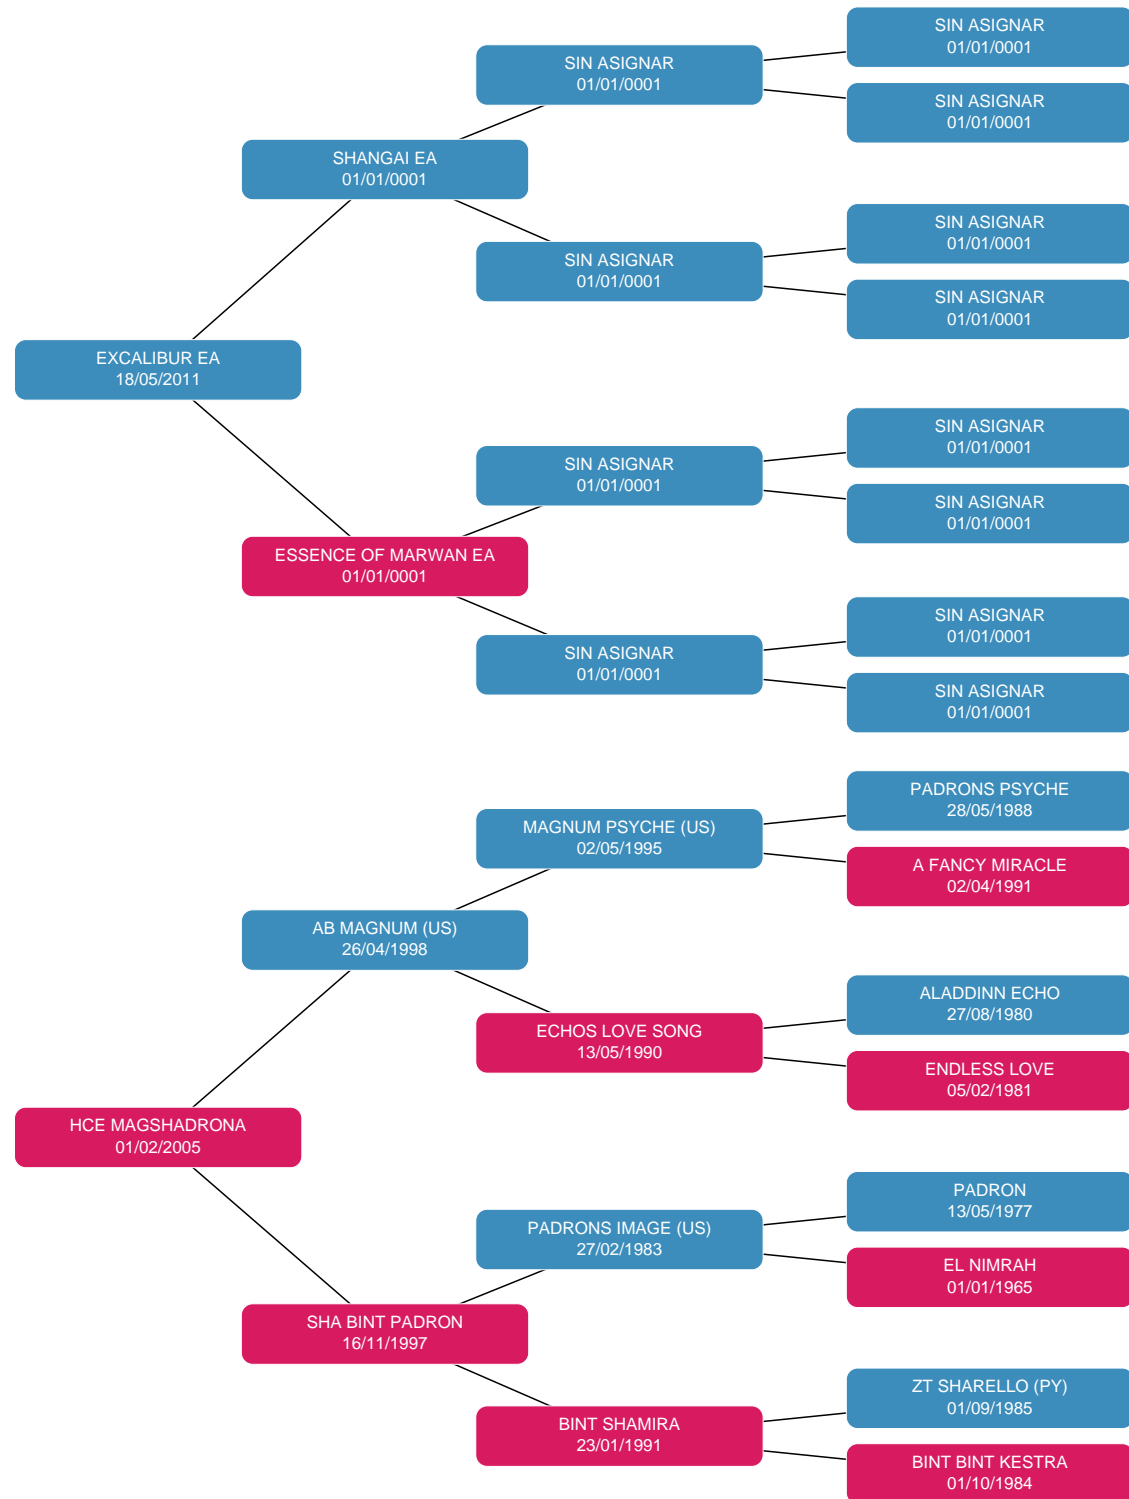 SIN ASIGNAR
01/01/0001
SIN ASIGNAR
01/01/0001
SIN ASIGNAR
01/01/0001
SHANGAI EA
01/01/0001
SIN ASIGNAR
01/01/0001
SIN ASIGNAR
01/01/0001
SIN ASIGNAR
01/01/0001
EXCALIBUR EA
18/05/2011
SIN ASIGNAR
01/01/0001
SIN ASIGNAR
01/01/0001
SIN ASIGNAR
01/01/0001
ESSENCE OF MARWAN EA
01/01/0001
SIN ASIGNAR
01/01/0001
SIN ASIGNAR
01/01/0001
SIN ASIGNAR
01/01/0001
PADRONS PSYCHE
28/05/1988
MAGNUM PSYCHE (US)
02/05/1995
A FANCY MIRACLE
02/04/1991
AB MAGNUM (US)
26/04/1998
ALADDINN ECHO
27/08/1980
ECHOS LOVE SONG
13/05/1990
ENDLESS LOVE
05/02/1981
HCE MAGSHADRONA
01/02/2005
PADRON
13/05/1977
PADRONS IMAGE (US)
27/02/1983
EL NIMRAH
01/01/1965
SHA BINT PADRON
16/11/1997
ZT SHARELLO (PY)
01/09/1985
BINT SHAMIRA
23/01/1991
BINT BINT KESTRA
01/10/1984